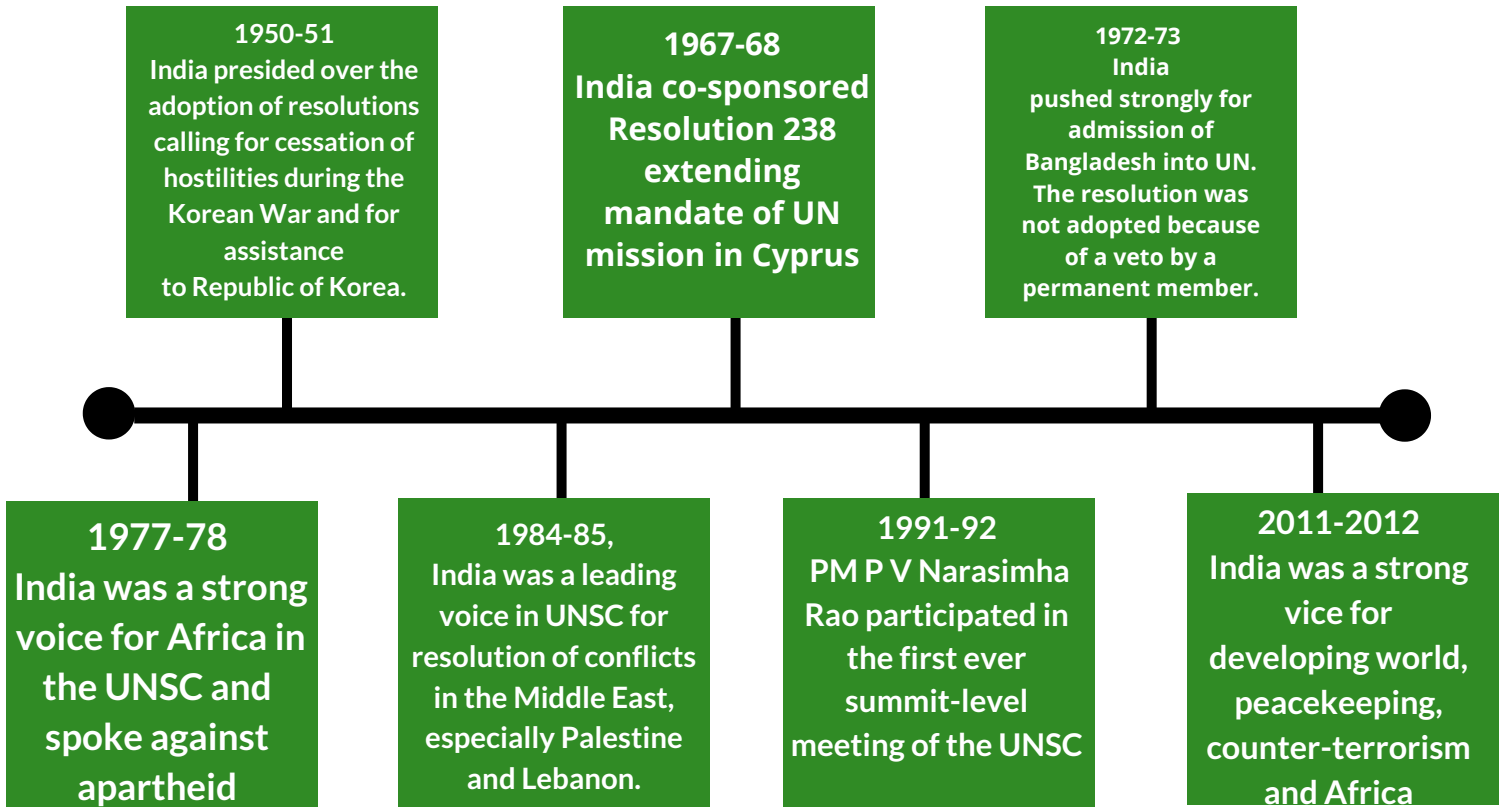 1950-51
India presided over the
adoption of resolutions
calling for cessation of
hostilities during the
Korean War and for
assistance
to Republic of Korea.
1967-68
India co-sponsored
Resolution 238
extending
mandate of UN
mission in Cyprus
1972-73
India
pushed strongly for
admission of
Bangladesh into UN.
The resolution was
not adopted because
of a veto by a
permanent member.
1977-78
India was a strong
voice for Africa in
the UNSC and
spoke against
apartheid
1984-85,
India was a leading
voice in UNSC for
resolution of conflicts
in the Middle East,
especially Palestine
and Lebanon.
1991-92
PM P V Narasimha
Rao participated in
the first ever
summit-level
meeting of the UNSC
2011-2012
India was a strong
vice for
developing world,
peacekeeping,
counter-terrorism
and Africa